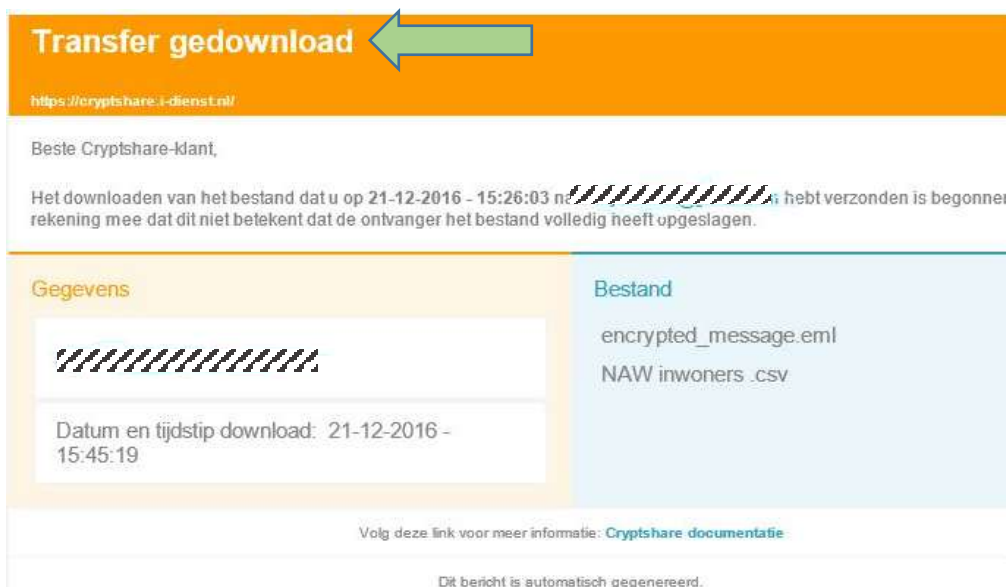 Transfer gedownload
https://cryptshare.i-dienst.nl/
Beste Cryptshare-klant,
Het downloaden van het bestand dat u op 21-12-2016 - 15:26:03 hebt verzonden is begonnen
rekening mee dat dit niet betekent dat de ontvanger het bestand volledig heeft opgeslagen.
Gegevens
Datum en tijdstip download: 21-12-2016 -
15:45:19
Bestand
encrypted_message.eml
NAW inwoners .csv
Volg deze link voor meer informatie: Cryptshare documentatie
Dit bericht is automatisch gegenereerd.